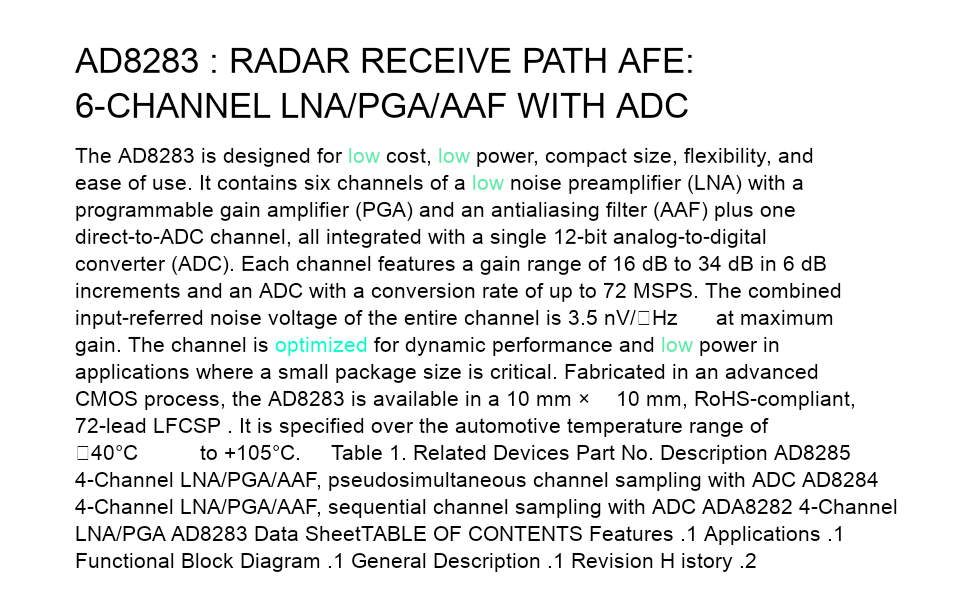 AD8283 : RADAR RECEIVE PATH AFE:
6-CHANNEL LNA/PGA/AAF WITH ADC
The AD8283 is designed for low cost, low power, compact size, flexibility, and
ease of use. It contains six channels of a low noise preamplifier (LNA) with a
programmable gain amplifier (PGA) and an antialiasing filter (AAF) plus one
direct-to-ADC channel, all integrated with a single 12-bit analog-to-digital
converter (ADC). Each channel features a gain range of 16 dB to 34 dB in 6 dB
increments and an ADC with a conversion rate of up to 72 MSPS. The combined
input-referred noise voltage of the entire channel is 3.5 nV/□Hz at maximum
gain. The channel is optimized for dynamic performance and low power in
applications where a small package size is critical. Fabricated in an advanced
CMOS process, the AD8283 is available in a 10 mm × 10 mm, RoHS-compliant,
72-lead LFCSP . It is specified over the automotive temperature range of
□40°C to +105°C. Table 1. Related Devices Part No. Description AD8285
4-Channel LNA/PGA/AAF, pseudosimultaneous channel sampling with ADC AD8284
4-Channel LNA/PGA/AAF, sequential channel sampling with ADC ADA8282 4-Channel
LNA/PGA AD8283 Data SheetTABLE OF CONTENTS Features .1 Applications .1
Functional Block Diagram .1 General Description .1 Revision H istory .2